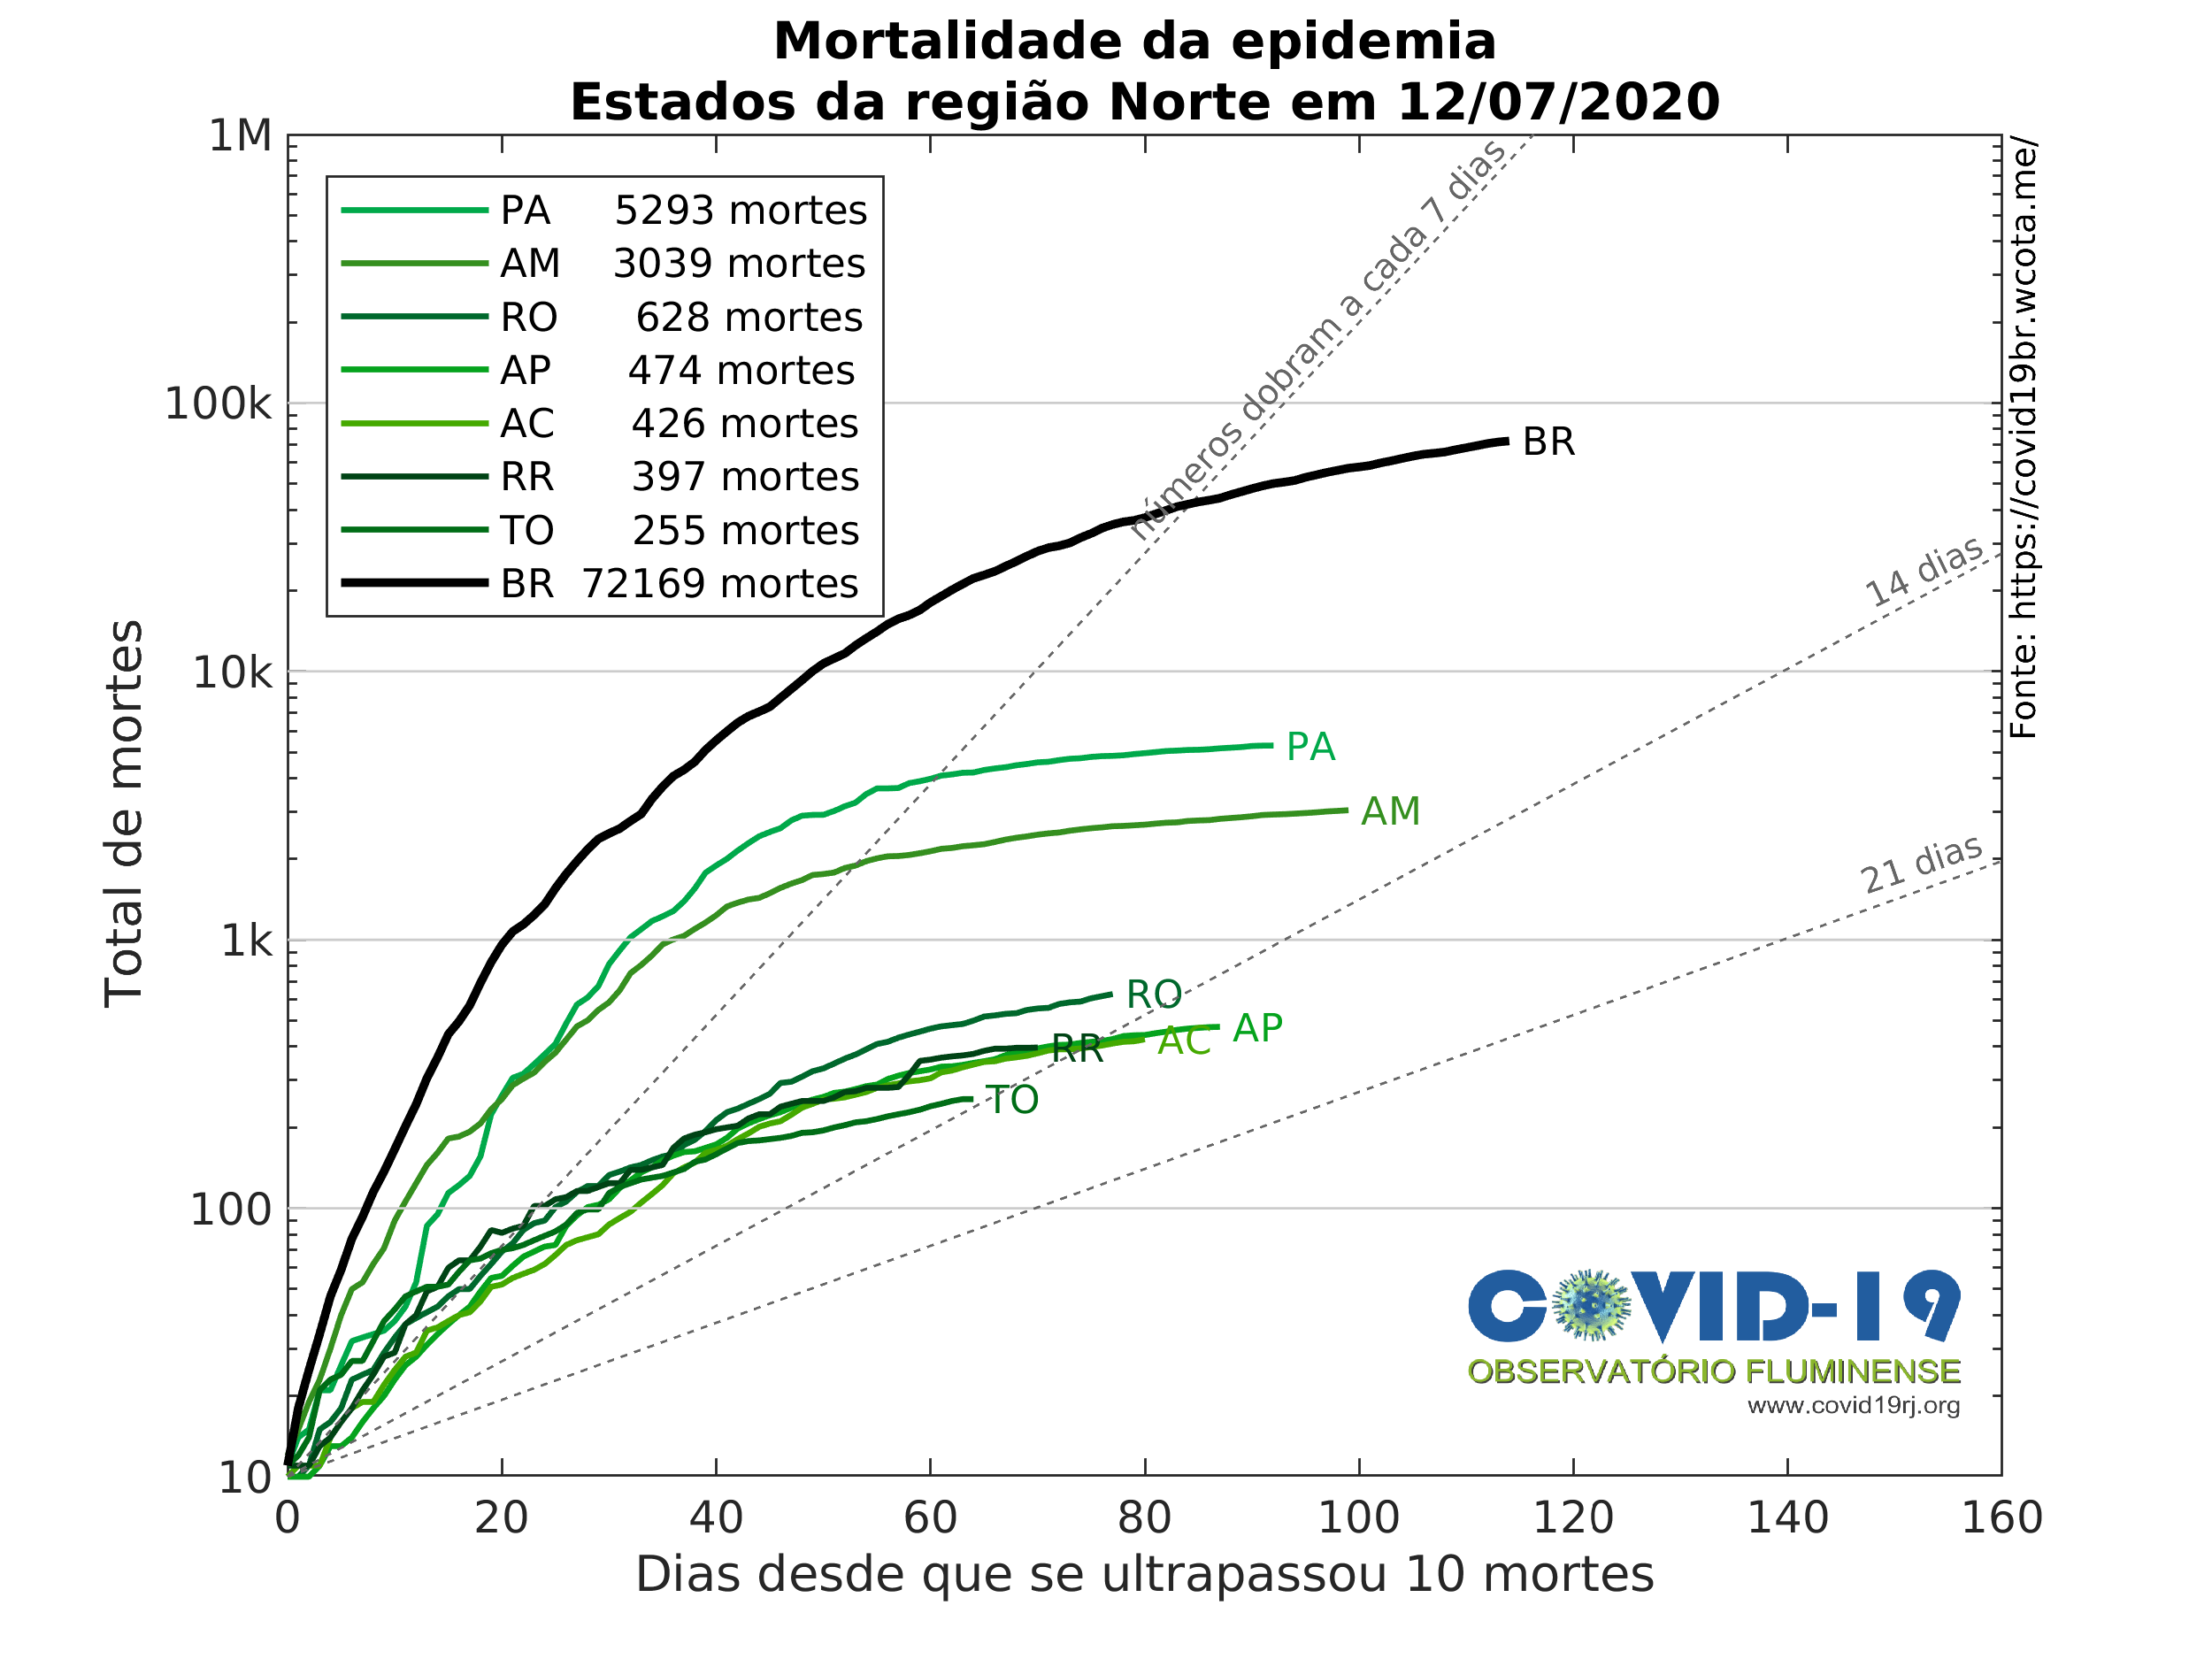 Mortalidade da epidemia
Estados da região Norte em 12/07/2020
1M
100k
10k
1k
100
10
Total de mortes
PA 5293 mortes
AM 3039 mortes
RO 628 mortes
AP 474 mortes
AC 426 mortes
RR 397 mortes
TO 255 mortes
BR 72169 mortes
números dobram a cada 7 dias
14 dias
21 dias
BR
PA
AM
RO
AP
AC
RR
TO
Fonte: https://covid19br.wcota.me/
COVID-19
OBSERVATÓRIO FLUMINENSE
www.covid19rj.org
0 20 40 60 80 100 120 140 160
Dias desde que se ultrapassou 10 mortes